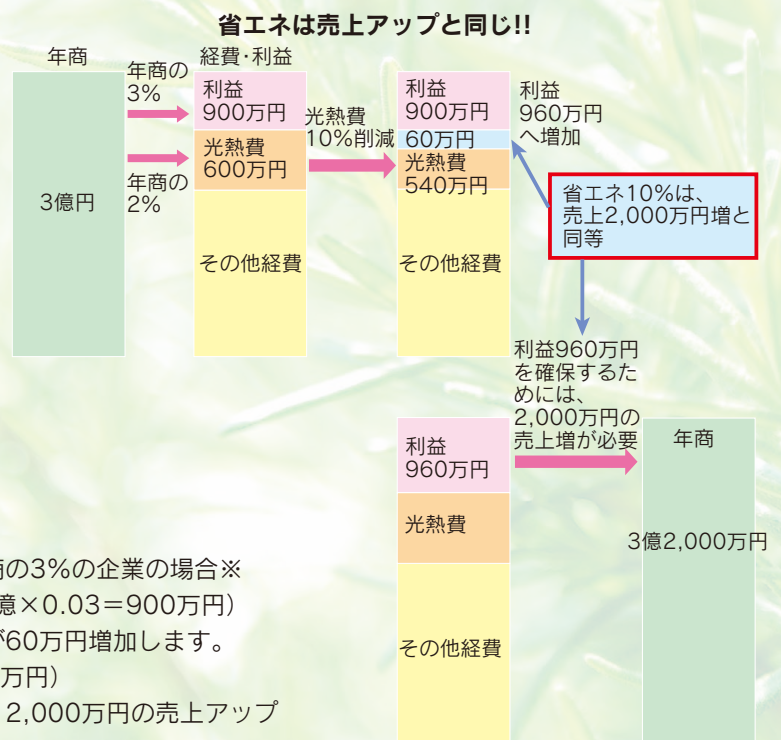 省エネは売上アップと同じ!!
年商
経費・利益
年商の
3%
年商の
2%
3億円
利益
900万円
光熱費
600万円
その他経費
光熱費
10%削減
利益
900万円
60万円
光熱費
540万円
その他経費
利益
960万円
へ増加
省エネ10%は、
売上2,000万円増と
同等
利益960万円
を確保するた
めには、
2,000万円の
売上増が必要
利益
960万円
光熱費
その他経費
年商
3億2,000万円
の3%の企業の場合※
億×0.03=900万円)
60万円増加します。
万円)
2,000万円の売上アップ